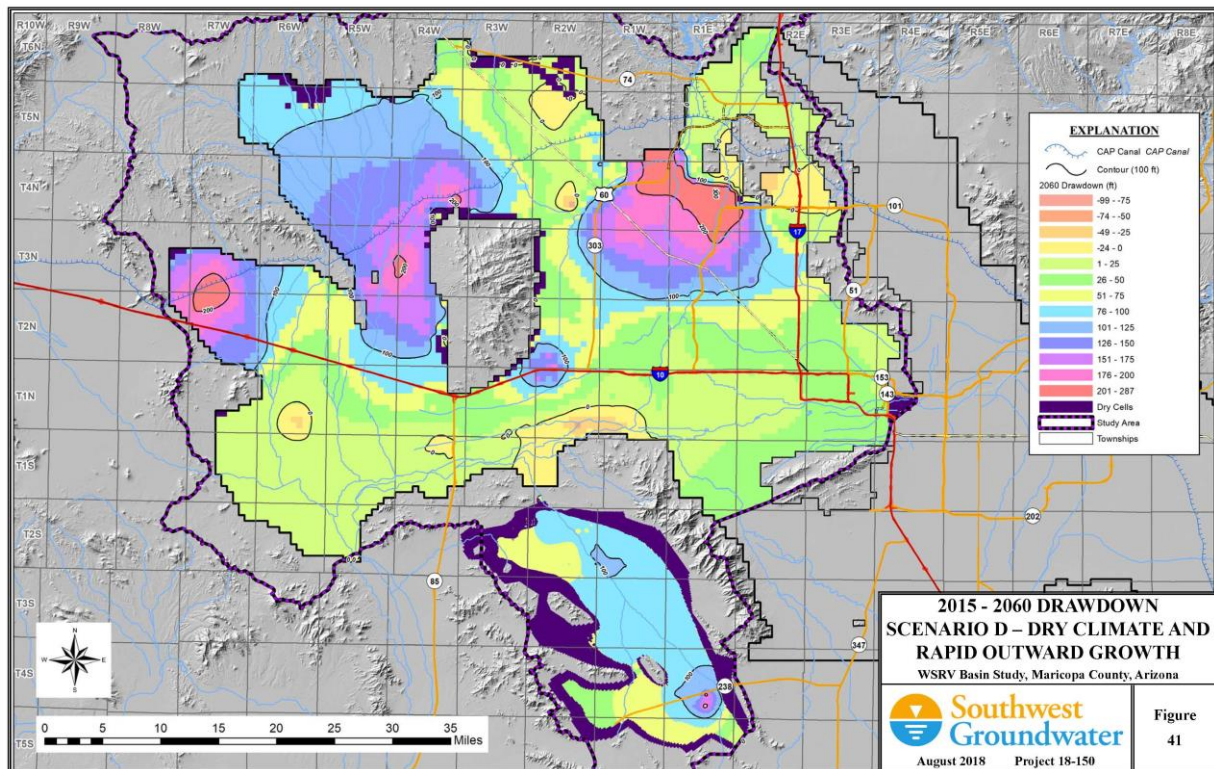 R10W R9W R8W R7W R6W R5W R4W R3W R2W R1W R1E R2E R3E R4E R5E R6E R7E R8E
T6N
T5N
T4N
T3N
T2N
T1N
T1S
T2S
T3S
T4S
T5S
74
60
303
17
101
51
10
153
143
202
85
238
347
100
200
300
0
EXPLANATION
CAP Canal CAP Canal
Contour (100 ft)
2060 Drawdown (ft)
-99 - -75
-74 - -50
-49 - -25
-24 - 0
1 - 25
26 - 50
51 - 75
76 - 100
101 - 125
126 - 150
151 - 175
176 - 200
201 - 287
Dry Cells
Study Area
Townships
N
W E
S
0 5 10 15 20 25 30 35
Miles
2015 - 2060 DRAWDOWN
SCENARIO D – DRY CLIMATE AND
RAPID OUTWARD GROWTH
WSRV Basin Study, Maricopa County, Arizona
Southwest
Groundwater
August 2018 Project 18-150
Figure
41